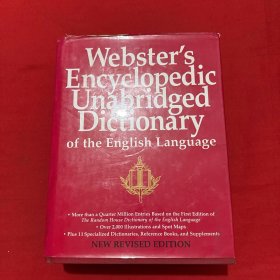 Webster's
Encyclopedic
Unabridged
Dictionary
of the English Language
• More than a Quarter Million Entries Based on the First Edition of
The Random House Dictionary of the English Language
• Over 2,000 Illustrations and Spot Maps
• Plus 11 Specialized Dictionaries, Reference Books, and Supplements
NEW REVISED EDITION